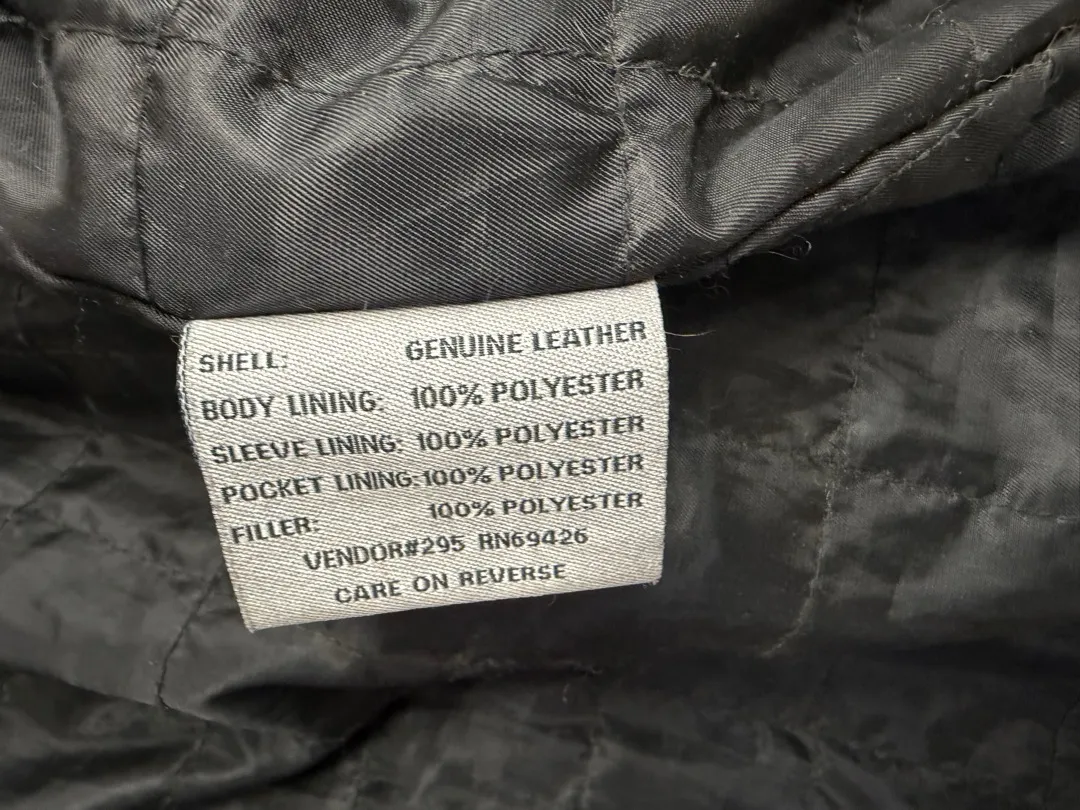 SHELL: GENUINE LEATHER
BODY LINING: 100% POLYESTER
SLEEVE LINING: 100% POLYESTER
POCKET LINING: 100% POLYESTER
FILLER: 100% POLYESTER
VENDOR#295 RN69426
CARE ON REVERSE